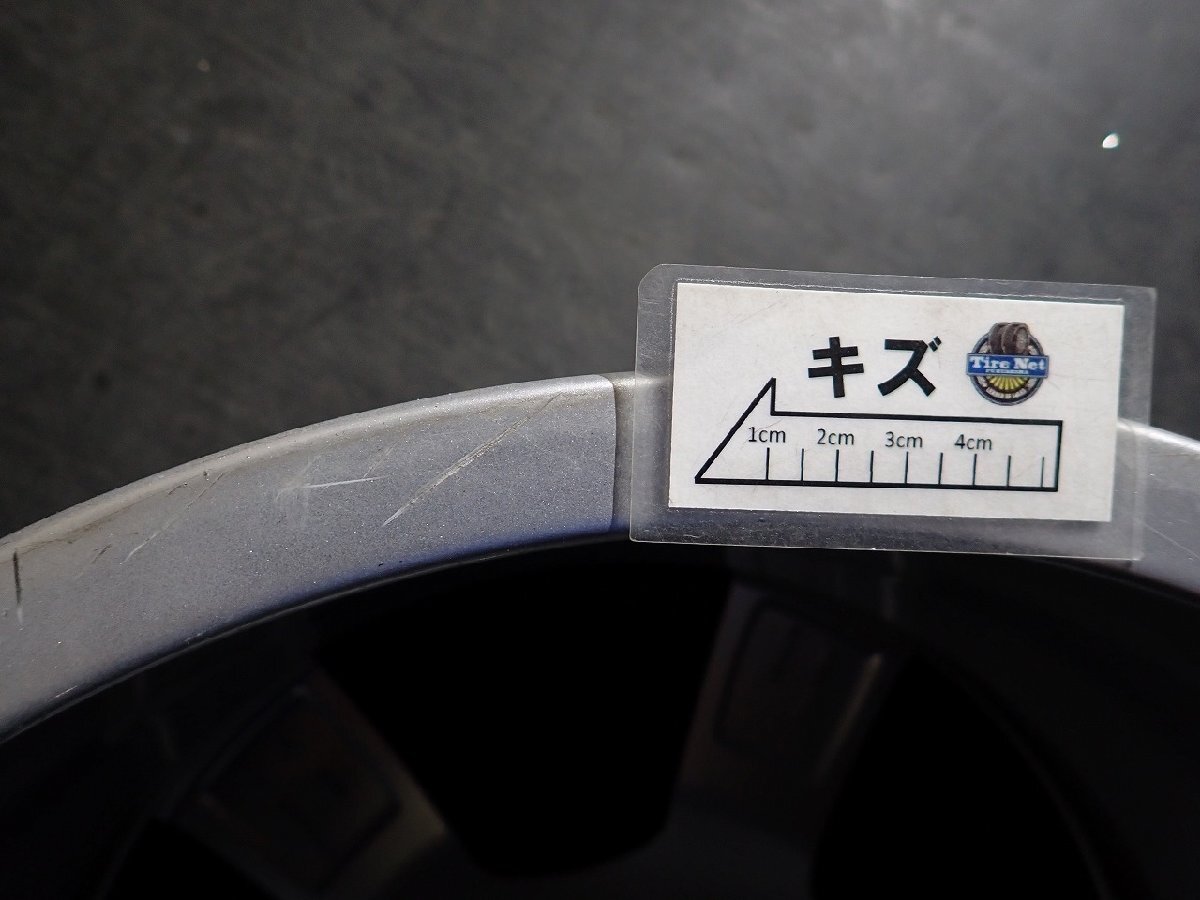 キズ
Tire Net
1cm 2cm 3cm 4cm